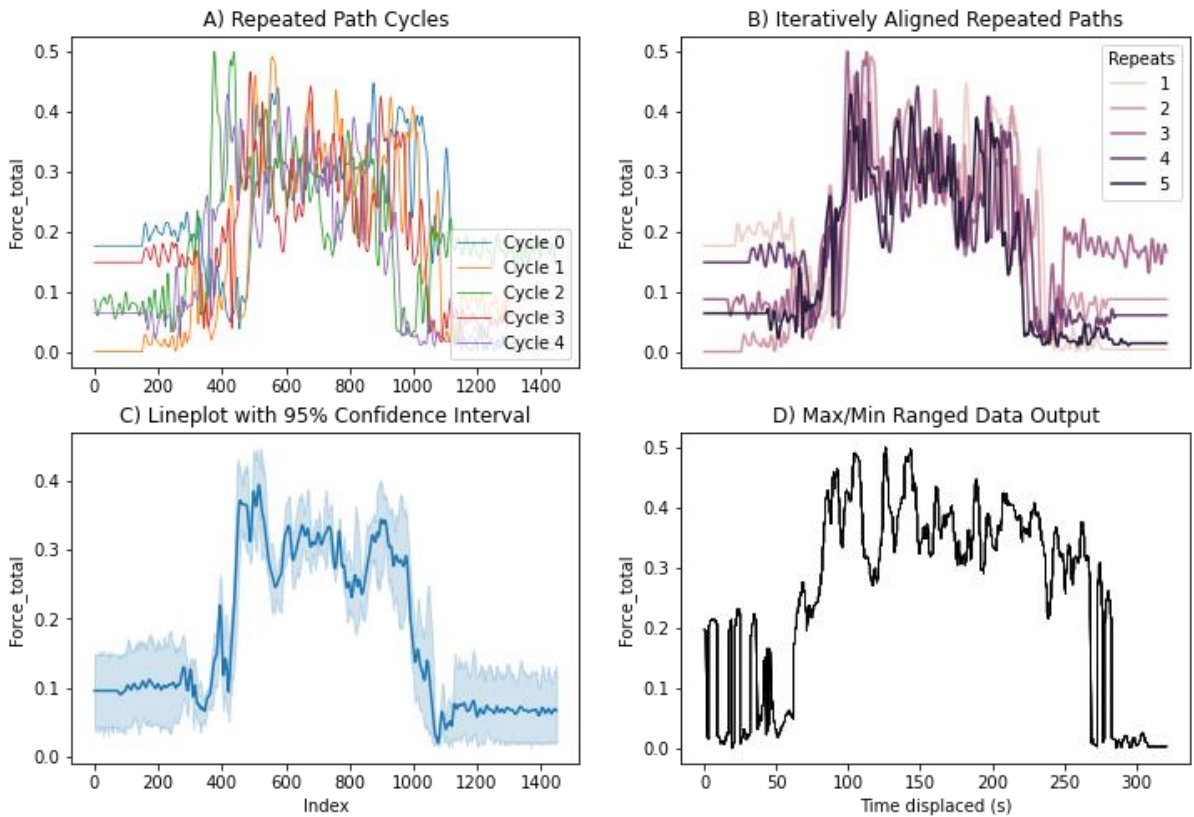 A) Repeated Path Cycles
Force_total
0.5
0.4
0.3
0.2
0.1
0.0
0 200 400 600 800 1000 1200 1400
Cycle 0
Cycle 1
Cycle 2
Cycle 3
Cycle 4
B) Iteratively Aligned Repeated Paths
Force_total
0.5
0.4
0.3
0.2
0.1
0.0
Repeats
1
2
3
4
5
C) Lineplot with 95% Confidence Interval
Force_total
0.4
0.3
0.2
0.1
0.0
0 200 400 600 800 1000 1200 1400
Index
D) Max/Min Ranged Data Output
Force_total
0.5
0.4
0.3
0.2
0.1
0.0
0 50 100 150 200 250 300
Time displaced (s)